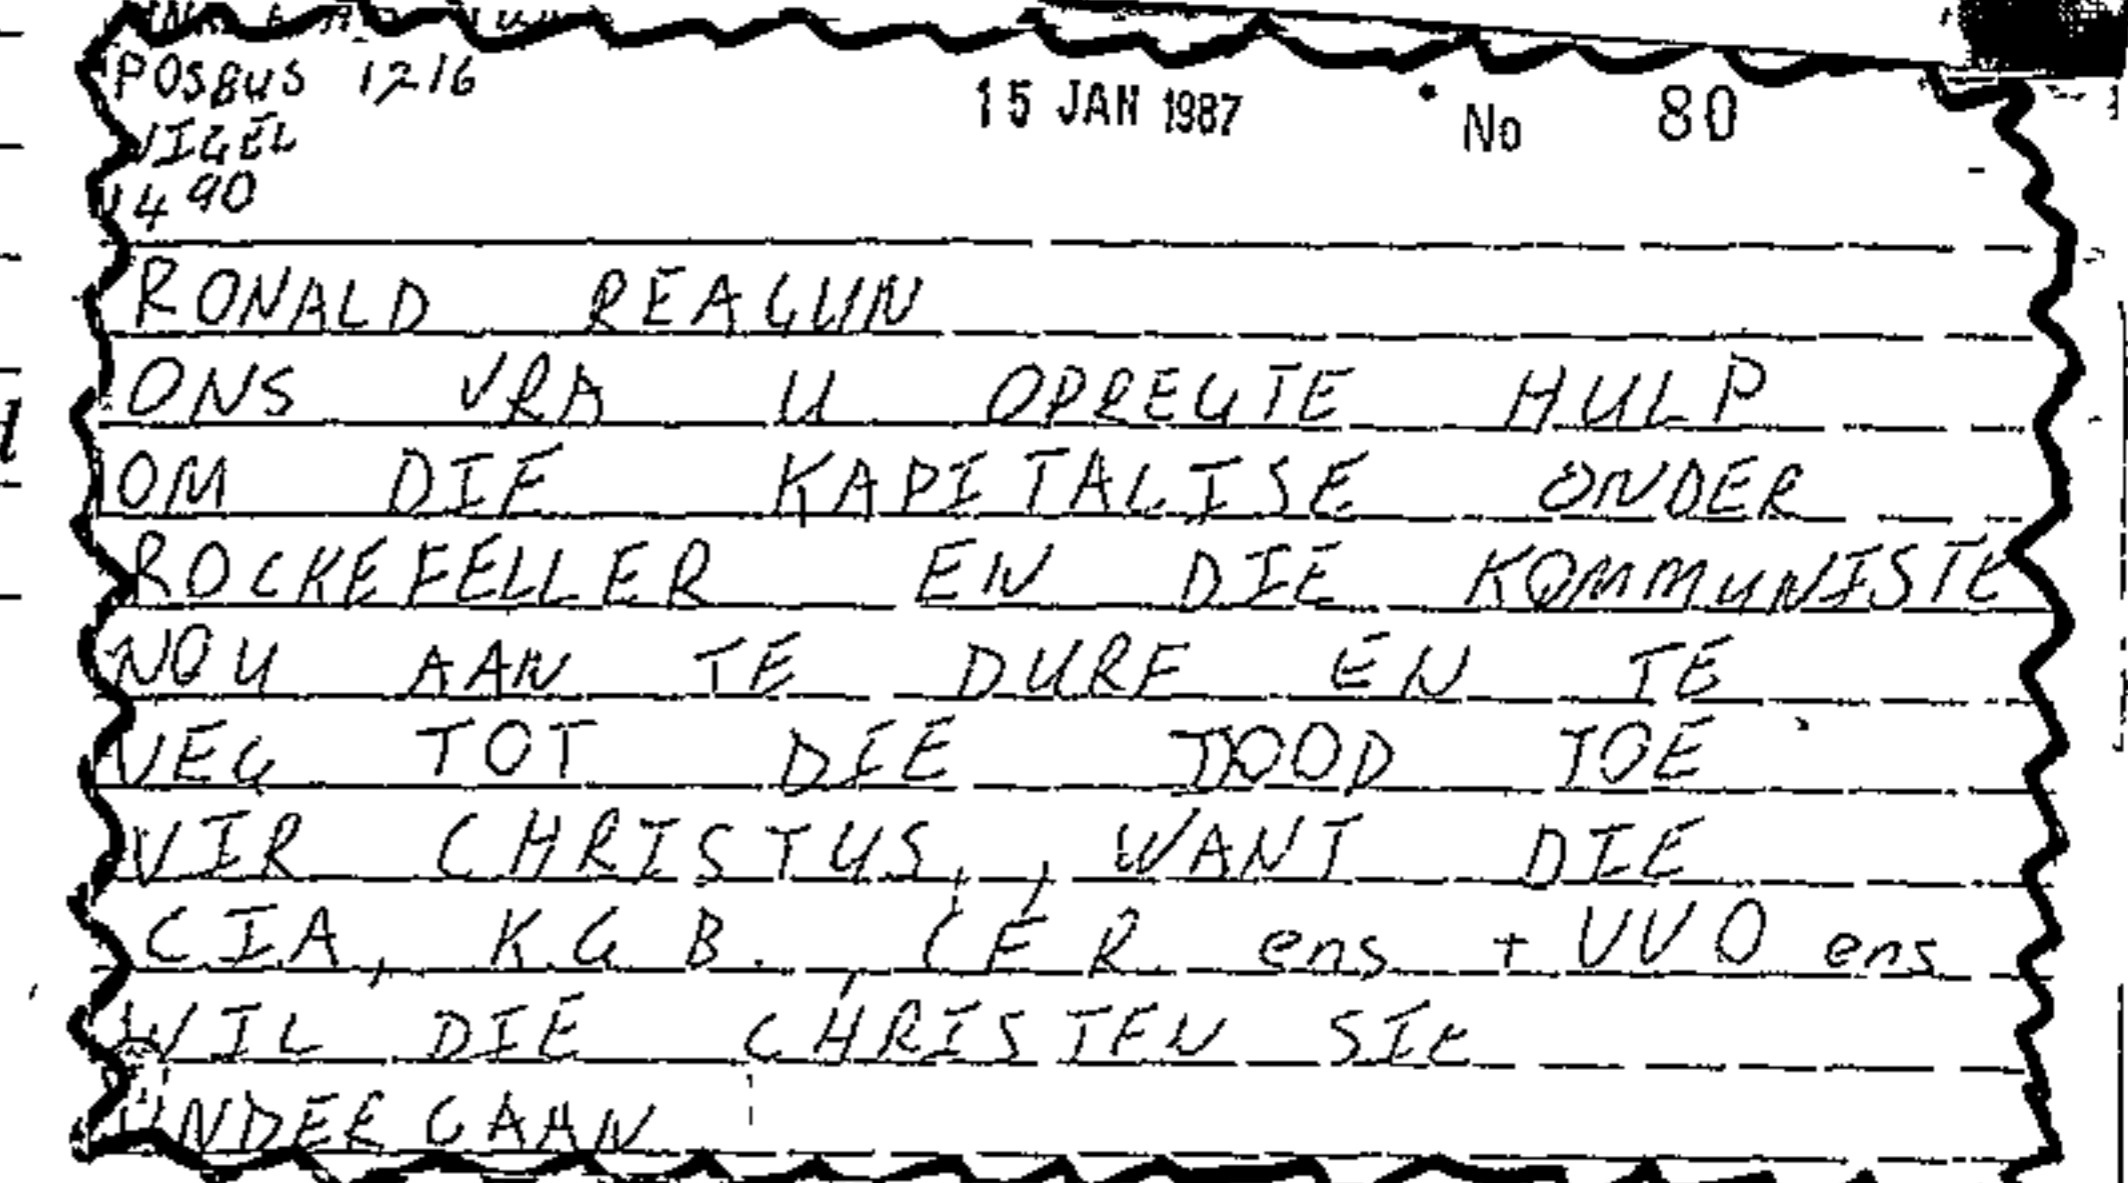 POSBUS 1216
15 JAN 1987 No 80
NIGEL
1490
RONALD REAGUN
ONS VRA U OPREGTE HULP
OM DIE KAPITALISE ONDER
ROCKEFELLER EN DIE KOMMUNISTE
NOU AAN TE DURF EN TE
VEG TOT DIE DOOD TOE
VIR CHRISTUS, , WANT DIE
CIA, K.G.B., CFR ens + VVO ens
WIL DIE CHRISTEN SIE
ONDERGAAN